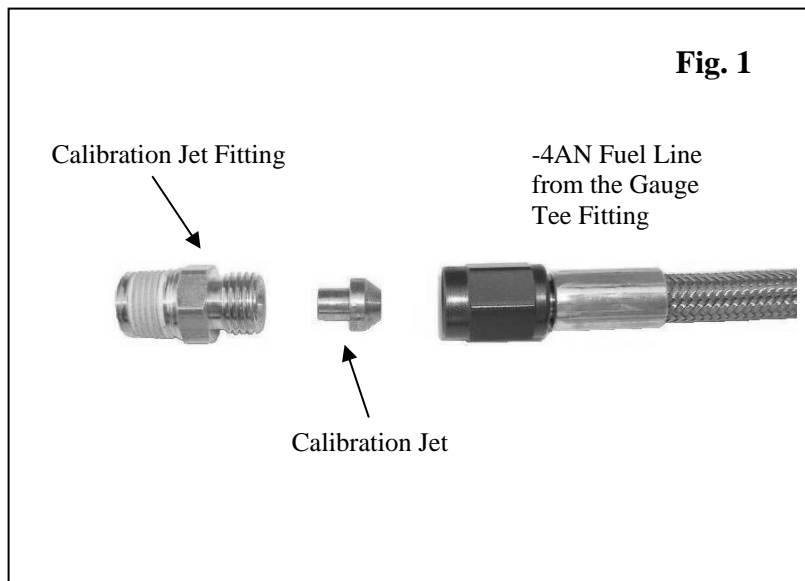 Fig. 1
Calibration Jet Fitting
-4AN Fuel Line
from the Gauge
Tee Fitting
Calibration Jet